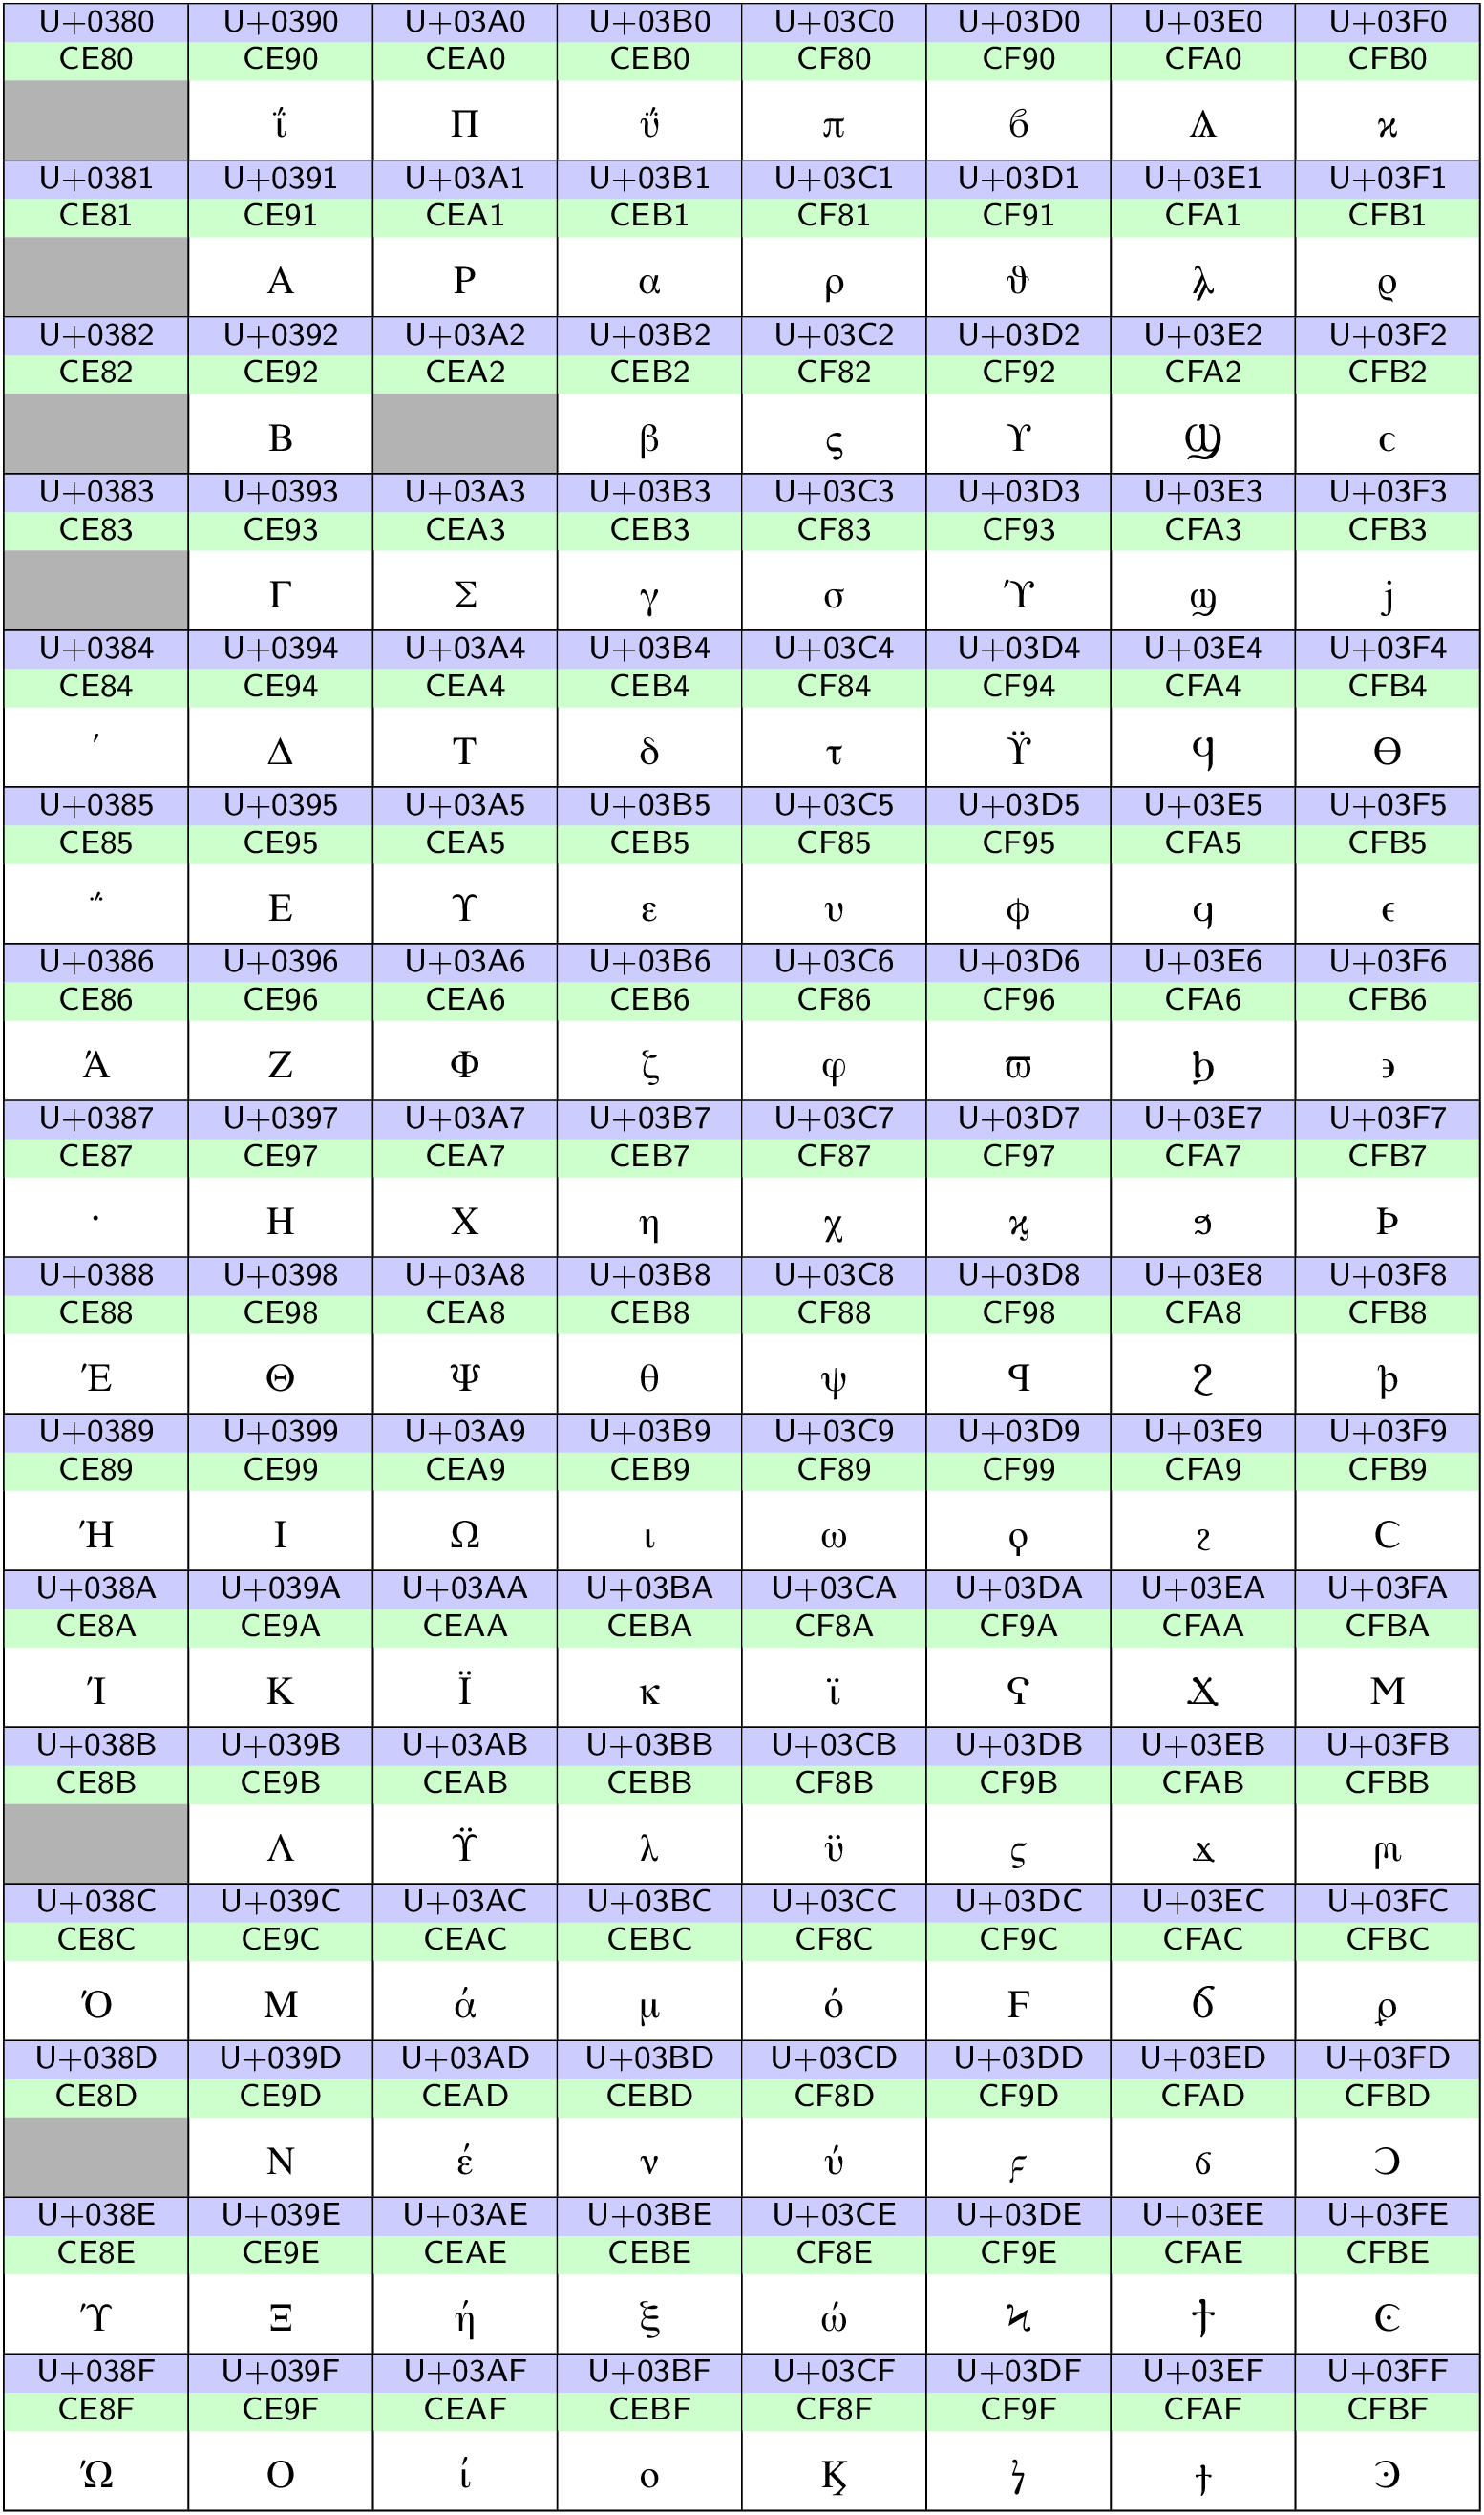 U+0380 U+0390 U+03A0 U+03B0 U+03C0 U+03D0 U+03E0 U+03F0
CE80 CE90 CEA0 CEB0 CF80 CF90 CFA0 CFB0
ΐ Π ΰ π ϐ Ϡ ϰ
U+0381 U+0391 U+03A1 U+03B1 U+03C1 U+03D1 U+03E1 U+03F1
CE81 CE91 CEA1 CEB1 CF81 CF91 CFA1 CFB1
Α Ρ α ρ ϑ ϡ ϱ
U+0382 U+0392 U+03A2 U+03B2 U+03C2 U+03D2 U+03E2 U+03F2
CE82 CE92 CEA2 CEB2 CF82 CF92 CFA2 CFB2
Β β ς ϒ Ϣ ϲ
U+0383 U+0393 U+03A3 U+03B3 U+03C3 U+03D3 U+03E3 U+03F3
CE83 CE93 CEA3 CEB3 CF83 CF93 CFA3 CFB3
Γ Σ γ σ ϓ ϣ ϳ
U+0384 U+0394 U+03A4 U+03B4 U+03C4 U+03D4 U+03E4 U+03F4
CE84 CE94 CEA4 CEB4 CF84 CF94 CFA4 CFB4
΄ Δ Τ δ τ ϔ Ϥ ϴ
U+0385 U+0395 U+03A5 U+03B5 U+03C5 U+03D5 U+03E5 U+03F5
CE85 CE95 CEA5 CEB5 CF85 CF95 CFA5 CFB5
΅ Ε Υ ε υ ϕ ϥ ϵ
U+0386 U+0396 U+03A6 U+03B6 U+03C6 U+03D6 U+03E6 U+03F6
CE86 CE96 CEA6 CEB6 CF86 CF96 CFA6 CFB6
Ά Ζ Φ ζ φ ϖ Ϧ ϶
U+0387 U+0397 U+03A7 U+03B7 U+03C7 U+03D7 U+03E7 U+03F7
CE87 CE97 CEA7 CEB7 CF87 CF97 CFA7 CFB7
· Η Χ η χ ϗ ϧ Ϸ
U+0388 U+0398 U+03A8 U+03B8 U+03C8 U+03D8 U+03E8 U+03F8
CE88 CE98 CEA8 CEB8 CF88 CF98 CFA8 CFB8
Έ Θ Ψ θ ψ Ϙ Ϩ ϸ
U+0389 U+0399 U+03A9 U+03B9 U+03C9 U+03D9 U+03E9 U+03F9
CE89 CE99 CEA9 CEB9 CF89 CF99 CFA9 CFB9
Ή Ι Ω ι ω ϙ ϩ Ϲ
U+038A U+039A U+03AA U+03BA U+03CA U+03DA U+03EA U+03FA
CE8A CE9A CEAA CEBA CF8A CF9A CFAA CFBA
Ί Κ Ϊ κ ϊ Ϛ Ϫ Ϻ
U+038B U+039B U+03AB U+03BB U+03CB U+03DB U+03EB U+03FB
CE8B CE9B CEAB CEBB CF8B CF9B CFAB CFBB
Λ Ϋ λ ϋ ϛ ϫ ϻ
U+038C U+039C U+03AC U+03BC U+03CC U+03DC U+03EC U+03FC
CE8C CE9C CEAC CEBC CF8C CF9C CFAC CFBC
Ό Μ ά μ ό Ϝ Ϭ ϼ
U+038D U+039D U+03AD U+03BD U+03CD U+03DD U+03ED U+03FD
CE8D CE9D CEAD CEBD CF8D CF9D CFAD CFBD
Ν έ ν ύ ϝ ϭ Ͻ
U+038E U+039E U+03AE U+03BE U+03CE U+03DE U+03EE U+03FE
CE8E CE9E CEAE CEBE CF8E CF9E CFAE CFBE
Ύ Ξ ή ξ ώ Ϟ Ϯ Ͼ
U+038F U+039F U+03AF U+03BF U+03CF U+03DF U+03EF U+03FF
CE8F CE9F CEAF CEBF CF8F CF9F CFAF CFBF
Ώ Ο ί ο Ϗ ϟ ϯ Ͽ